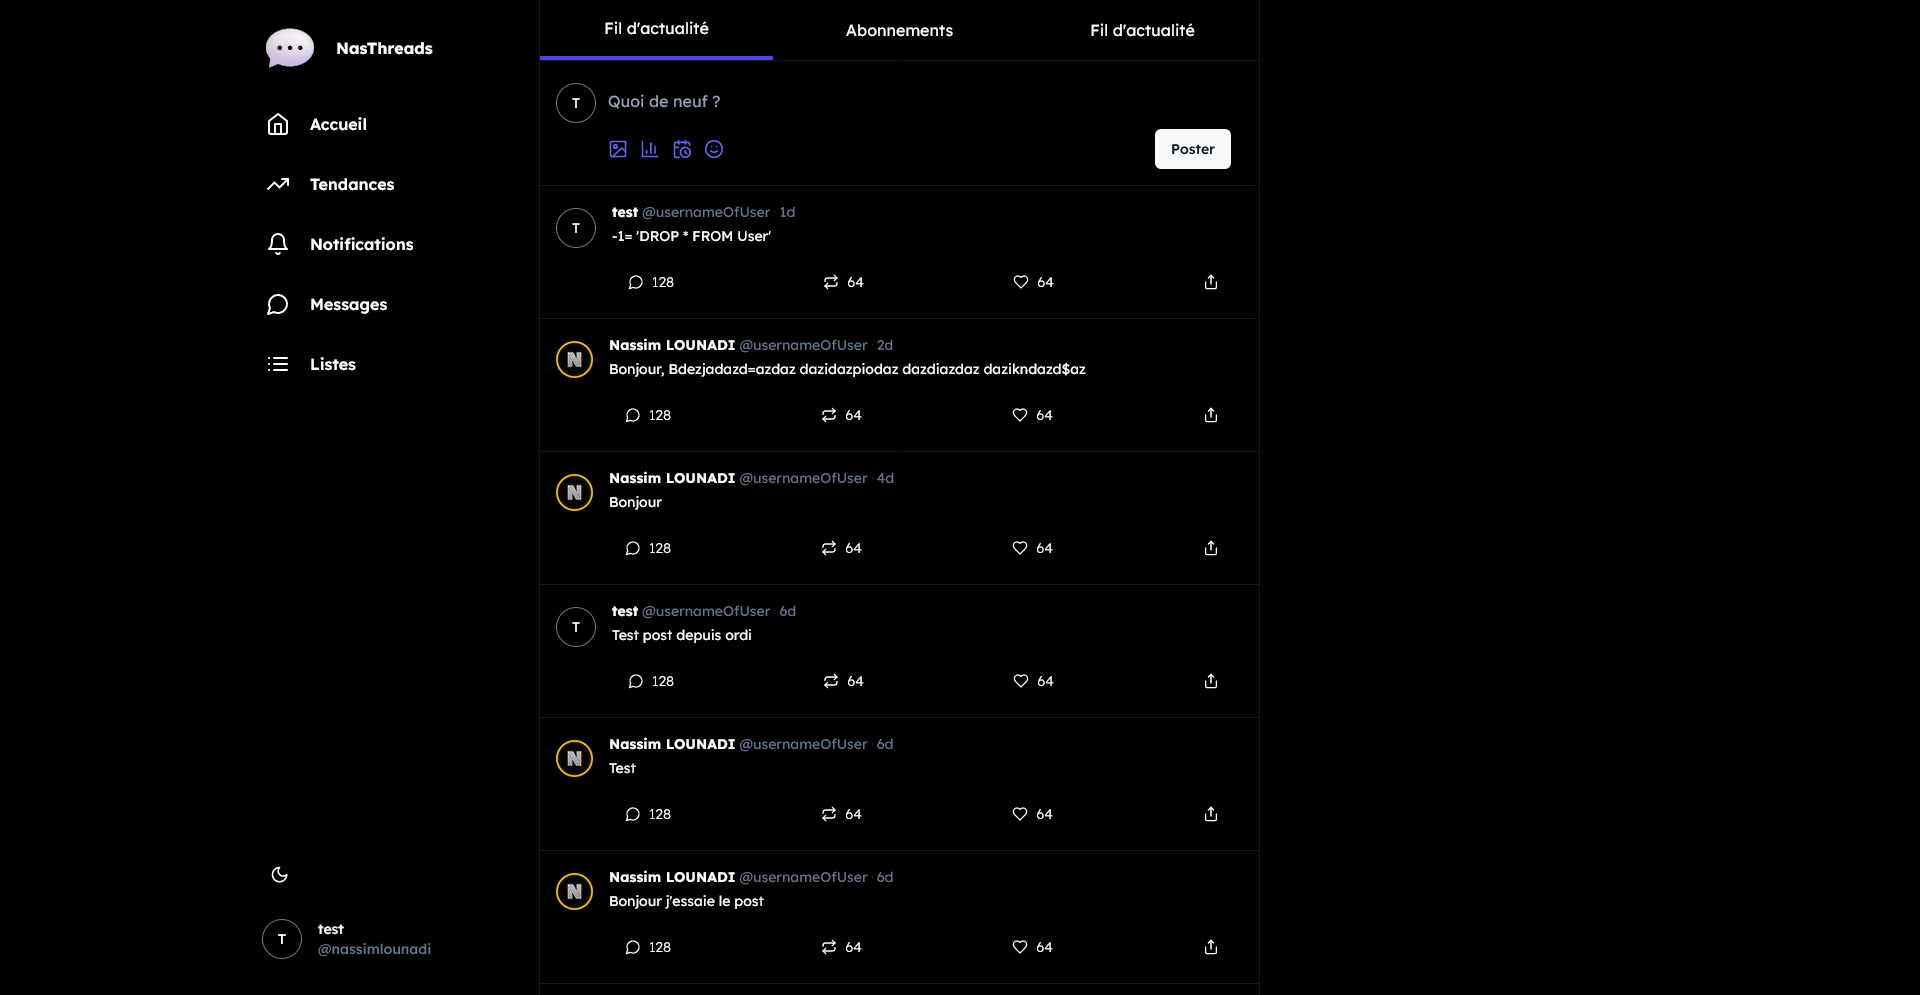 NasThreads
Accueil
Tendances
Notifications
Messages
Listes
T
test
@nassimlounadi
Fil d'actualité
Abonnements
Fil d'actualité
T
Quoi de neuf ?
Poster
T
test @usernameOfUser · 1d
-1= 'DROP * FROM User'
128 64 64
N
Nassim LOUNADI @usernameOfUser · 2d
Bonjour, Bdezjadazd=azdaz dazidazpiodaz dazdiazdaz dazikndazd$az
128 64 64
N
Nassim LOUNADI @usernameOfUser · 4d
Bonjour
128 64 64
T
test @usernameOfUser · 6d
Test post depuis ordi
128 64 64
N
Nassim LOUNADI @usernameOfUser · 6d
Test
128 64 64
N
Nassim LOUNADI @usernameOfUser · 6d
Bonjour j'essaie le post
128 64 64